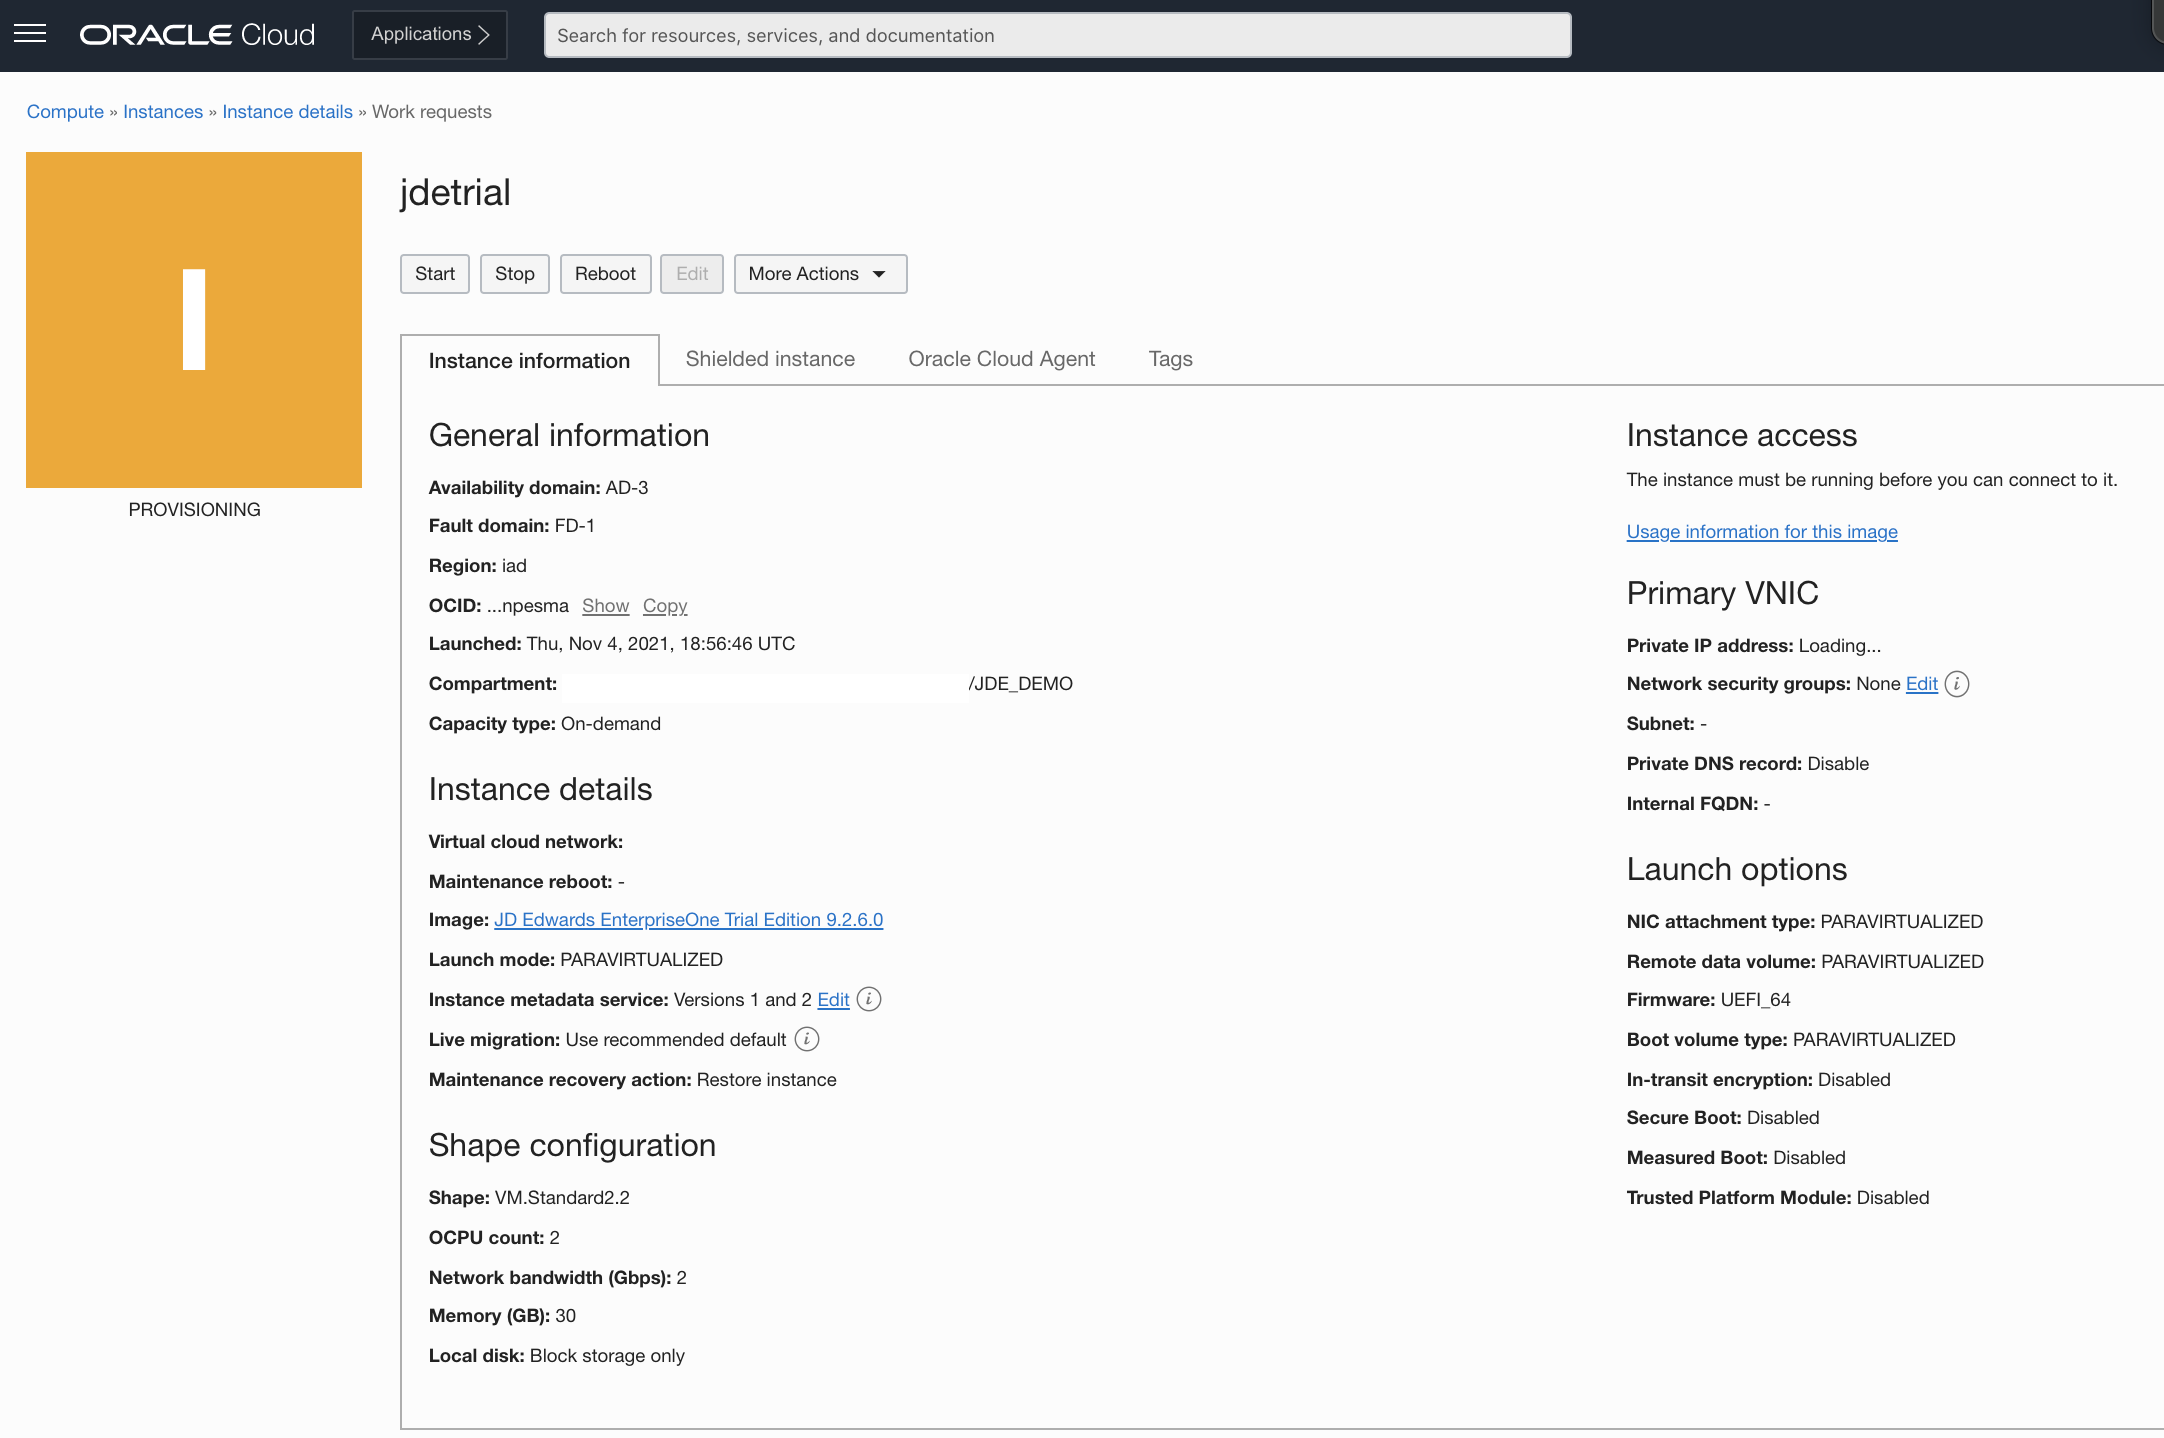 ORACLE Cloud
Applications
Search for resources, services, and documentation
Compute » Instances » Instance details » Work requests
I
PROVISIONING
jdetrial
Start
Stop
Reboot
Edit
More Actions
Instance information
Shielded instance
Oracle Cloud Agent
Tags
General information
Availability domain: AD-3
Fault domain: FD-1
Region: iad
OCID: ...npesma Show Copy
Launched: Thu, Nov 4, 2021, 18:56:46 UTC
Compartment: /JDE_DEMO
Capacity type: On-demand
Instance details
Virtual cloud network:
Maintenance reboot: -
Image: JD Edwards EnterpriseOne Trial Edition 9.2.6.0
Launch mode: PARAVIRTUALIZED
Instance metadata service: Versions 1 and 2 Edit i
Live migration: Use recommended default i
Maintenance recovery action: Restore instance
Shape configuration
Shape: VM.Standard2.2
OCPU count: 2
Network bandwidth (Gbps): 2
Memory (GB): 30
Local disk: Block storage only
Instance access
The instance must be running before you can connect to it.
Usage information for this image
Primary VNIC
Private IP address: Loading...
Network security groups: None Edit i
Subnet: -
Private DNS record: Disable
Internal FQDN: -
Launch options
NIC attachment type: PARAVIRTUALIZED
Remote data volume: PARAVIRTUALIZED
Firmware: UEFI_64
Boot volume type: PARAVIRTUALIZED
In-transit encryption: Disabled
Secure Boot: Disabled
Measured Boot: Disabled
Trusted Platform Module: Disabled